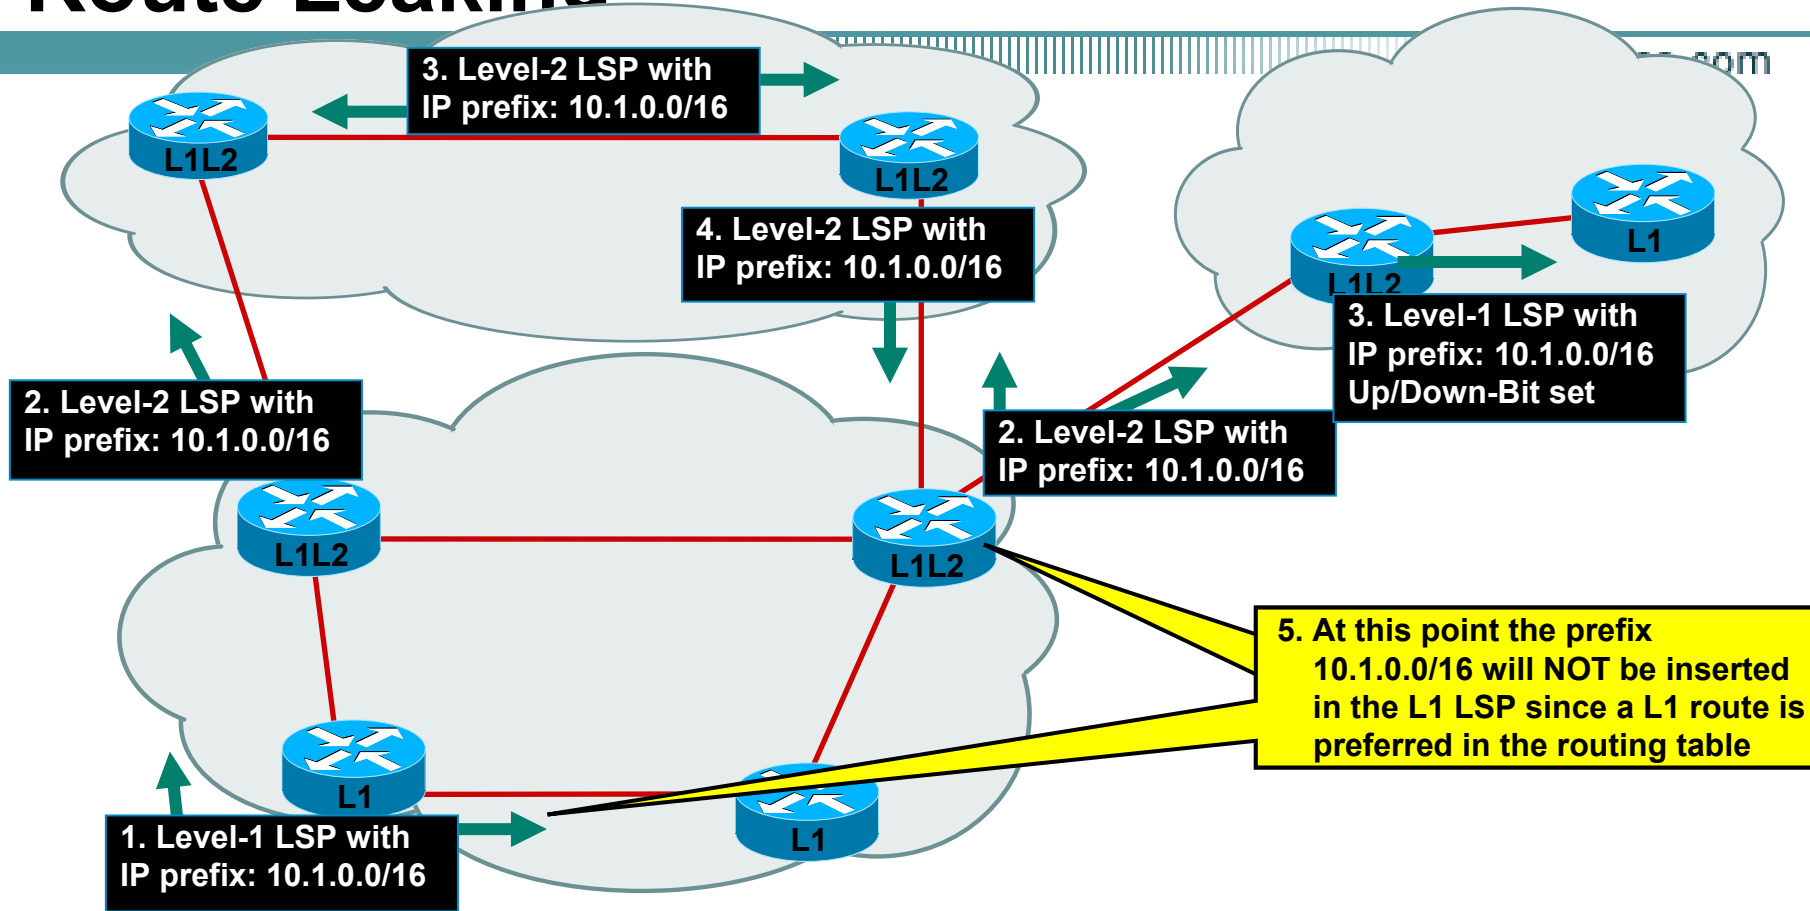 Route Leaking
3. Level-2 LSP with
IP prefix: 10.1.0.0/16
L1L2
L1L2
4. Level-2 LSP with
IP prefix: 10.1.0.0/16
L1
L1L2
3. Level-1 LSP with
IP prefix: 10.1.0.0/16
Up/Down-Bit set
2. Level-2 LSP with
IP prefix: 10.1.0.0/16
2. Level-2 LSP with
IP prefix: 10.1.0.0/16
L1L2
L1L2
5. At this point the prefix
10.1.0.0/16 will NOT be inserted
in the L1 LSP since a L1 route is
preferred in the routing table
L1
L1
1. Level-1 LSP with
IP prefix: 10.1.0.0/16